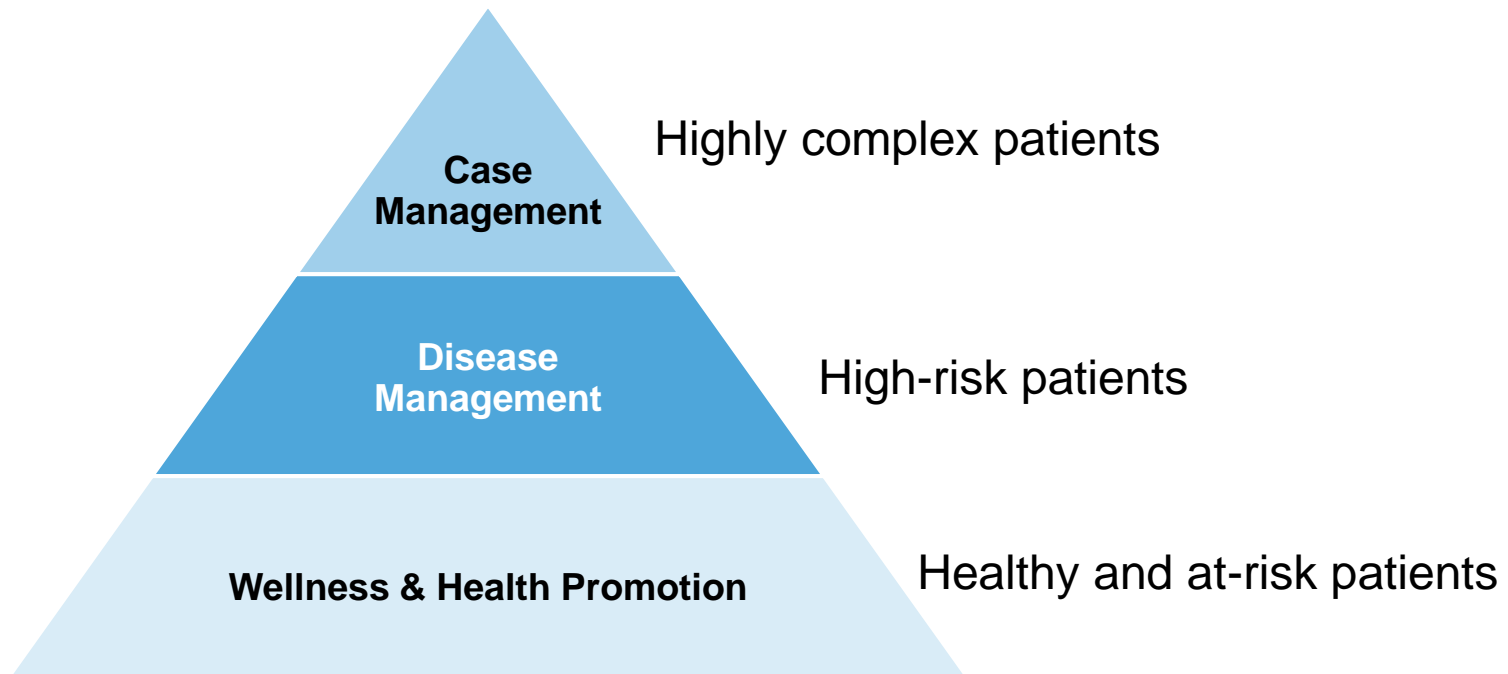 Highly complex patients
Case
Management
Disease
Management
High-risk patients
Wellness & Health Promotion
Healthy and at-risk patients